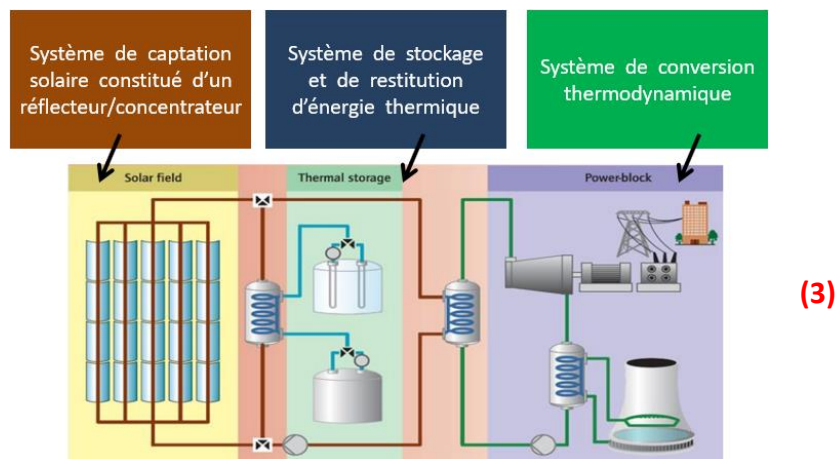 Système de captation
solaire constitué d'un
réflecteur/concentrateur
Système de stockage
et de restitution
d'énergie thermique
Système de conversion
thermodynamique
Solar field
Thermal storage
Power-block
(3)